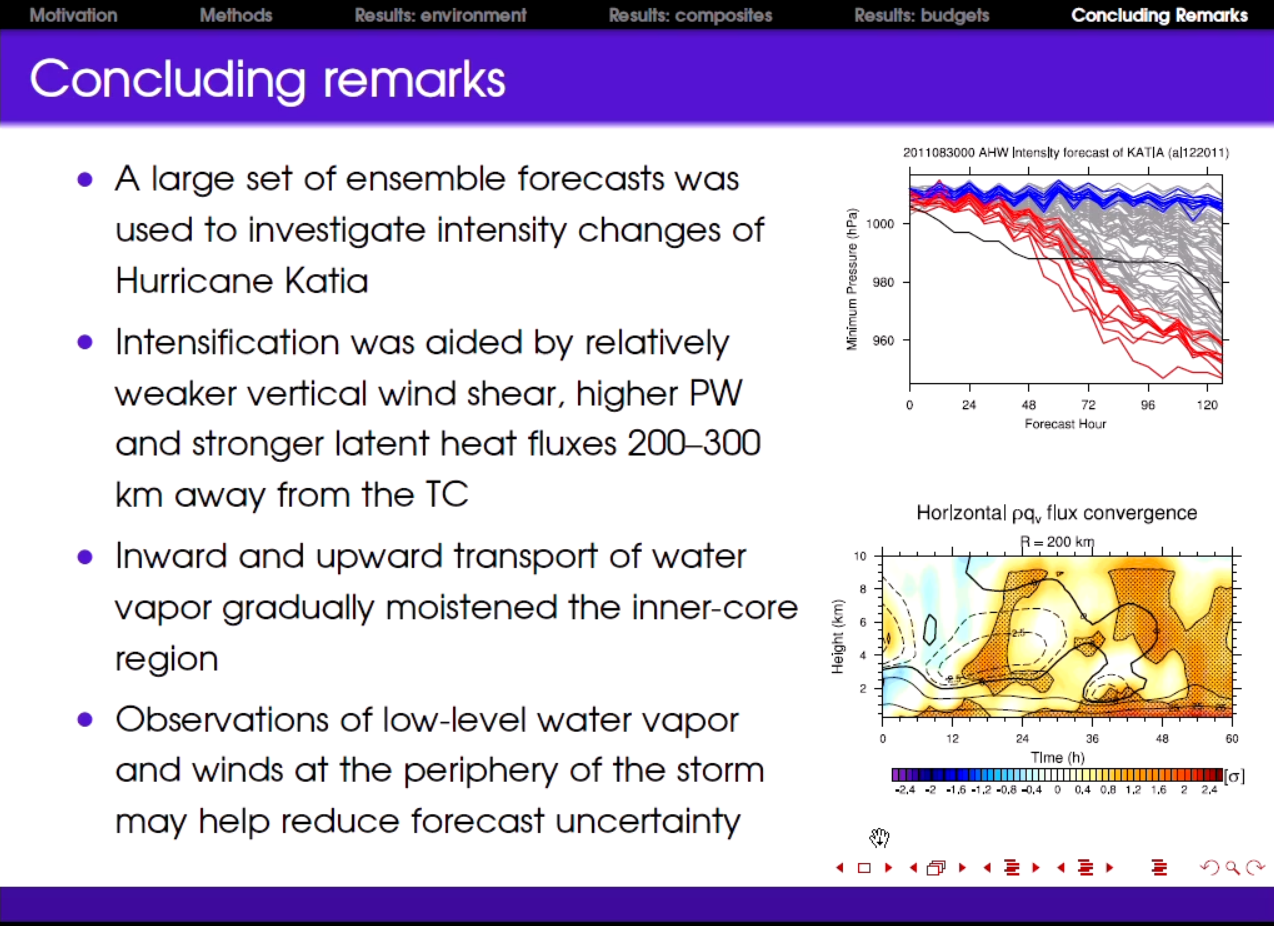 Motivation Methods Results: environment Results: composites Results: budgets Concluding Remarks
Concluding remarks
• A large set of ensemble forecasts was
used to investigate intensity changes of
Hurricane Katia
• Intensification was aided by relatively
weaker vertical wind shear, higher PW
and stronger latent heat fluxes 200–300
km away from the TC
• Inward and upward transport of water
vapor gradually moistened the inner-core
region
• Observations of low-level water vapor
and winds at the periphery of the storm
may help reduce forecast uncertainty
2011083000 AHW Intensity forecast of KATIA (al122011)
Minimum Pressure (hPa)
1000
980
960
0 24 48 72 96 120
Forecast Hour
Horizontal ρqᵥ flux convergence
R = 200 km
Height (km)
10
8
6
4
2
-2.5
-2.5
0 12 24 36 48 60
Time (h)
-2.4 -2 -1.6 -1.2 -0.8 -0.4 0 0.4 0.8 1.2 1.6 2 2.4 [σ]